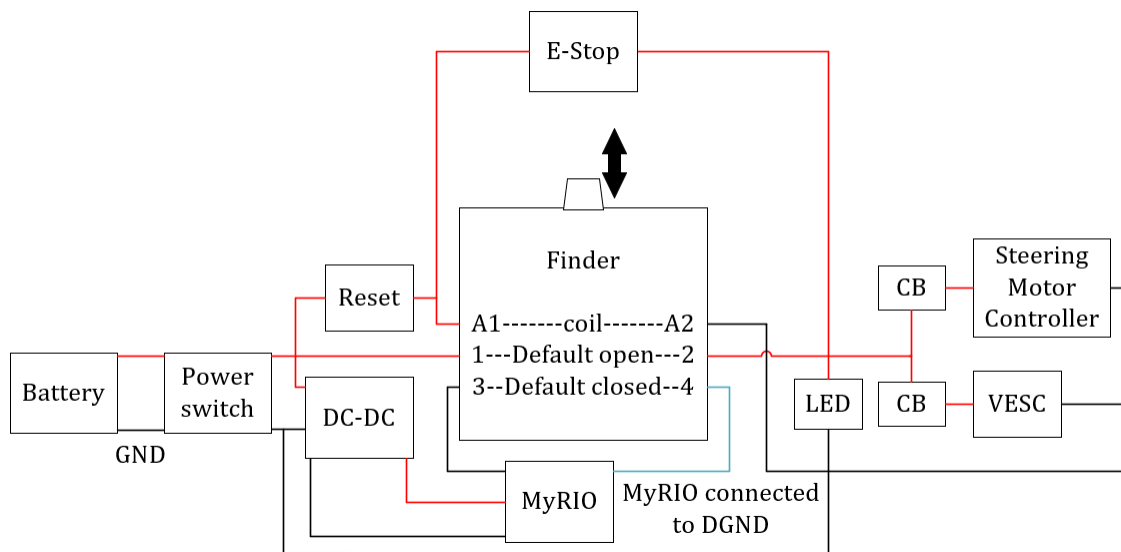 E-Stop
Finder
Steering
Motor
Controller
CB
Reset
A1-------coil-------A2
1---Default open---2
3--Default closed--4
Battery
Power
switch
DC-DC
LED
CB
VESC
GND
MyRIO
MyRIO connected
to DGND